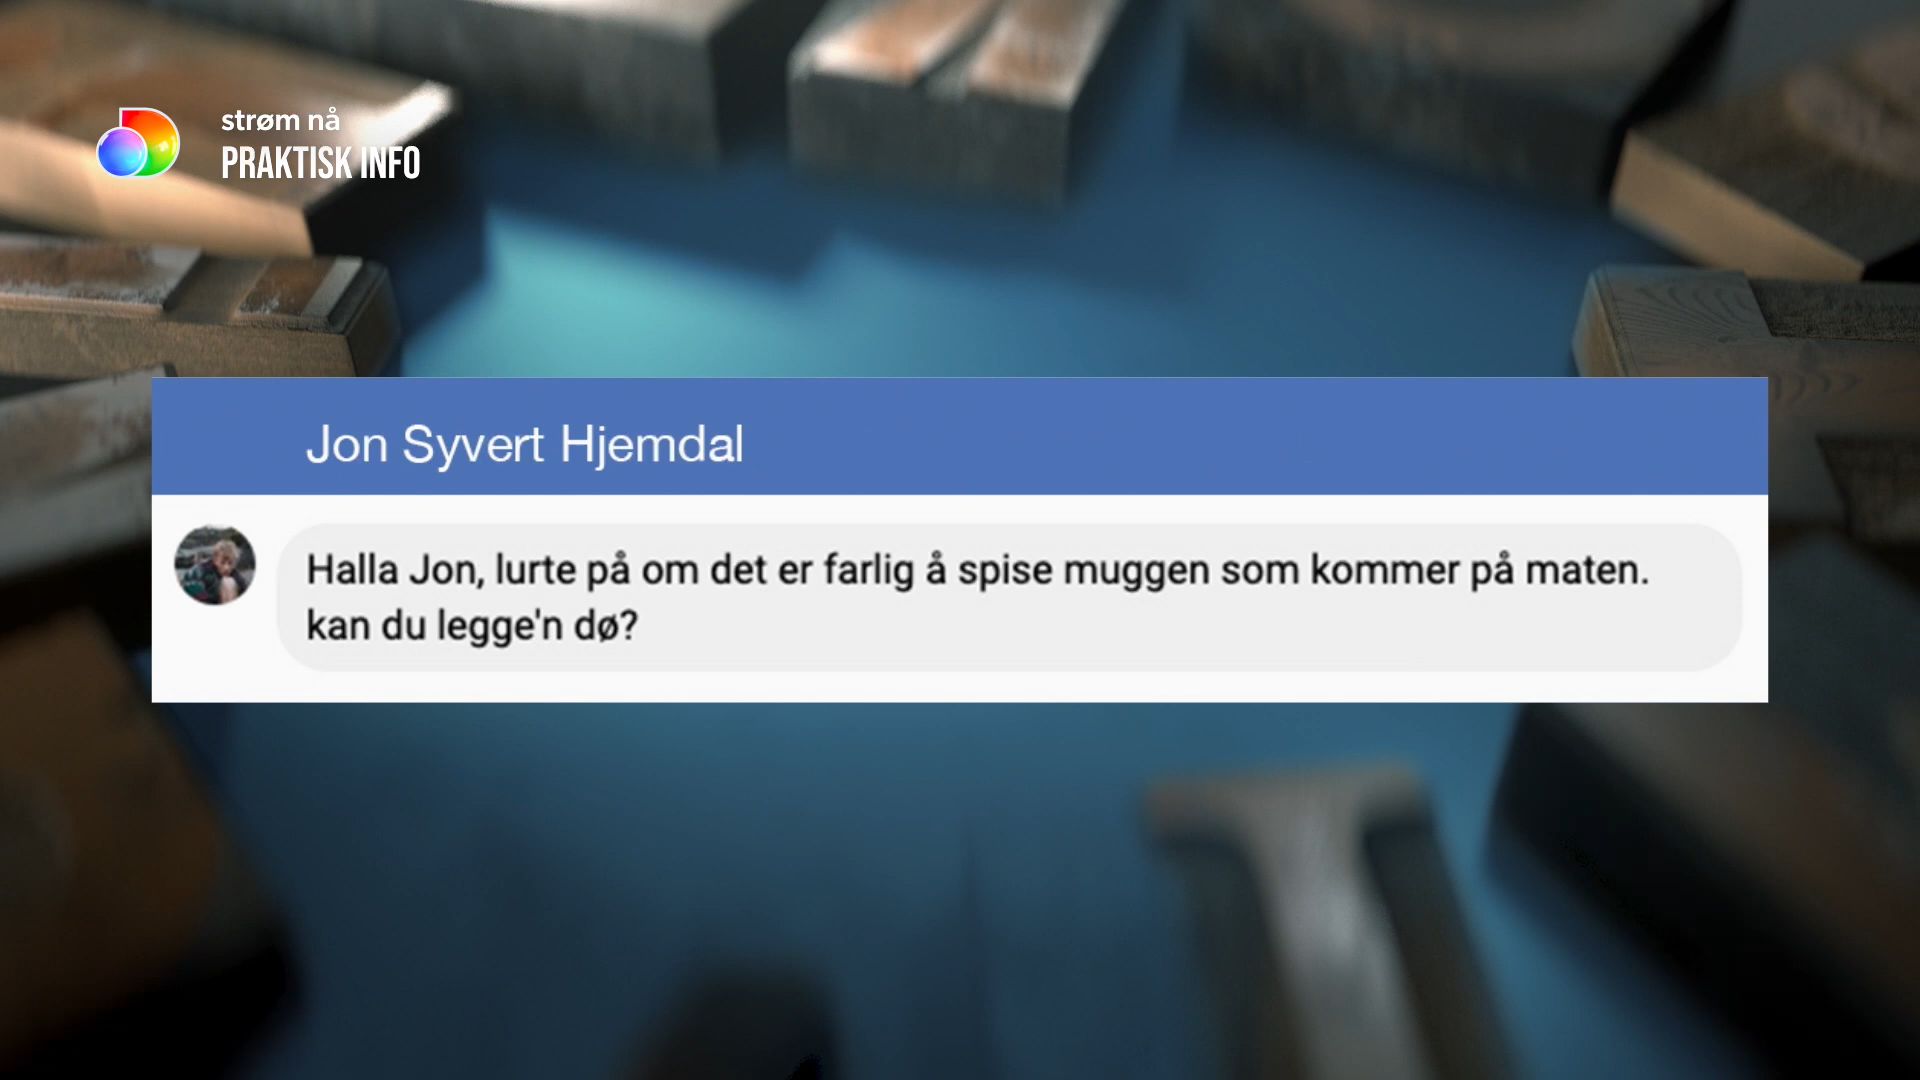 strøm nå
PRAKTISK INFO
Jon Syvert Hjemdal
Halla Jon, lurte på om det er farlig å spise muggen som kommer på maten.
kan du legge'n dø?